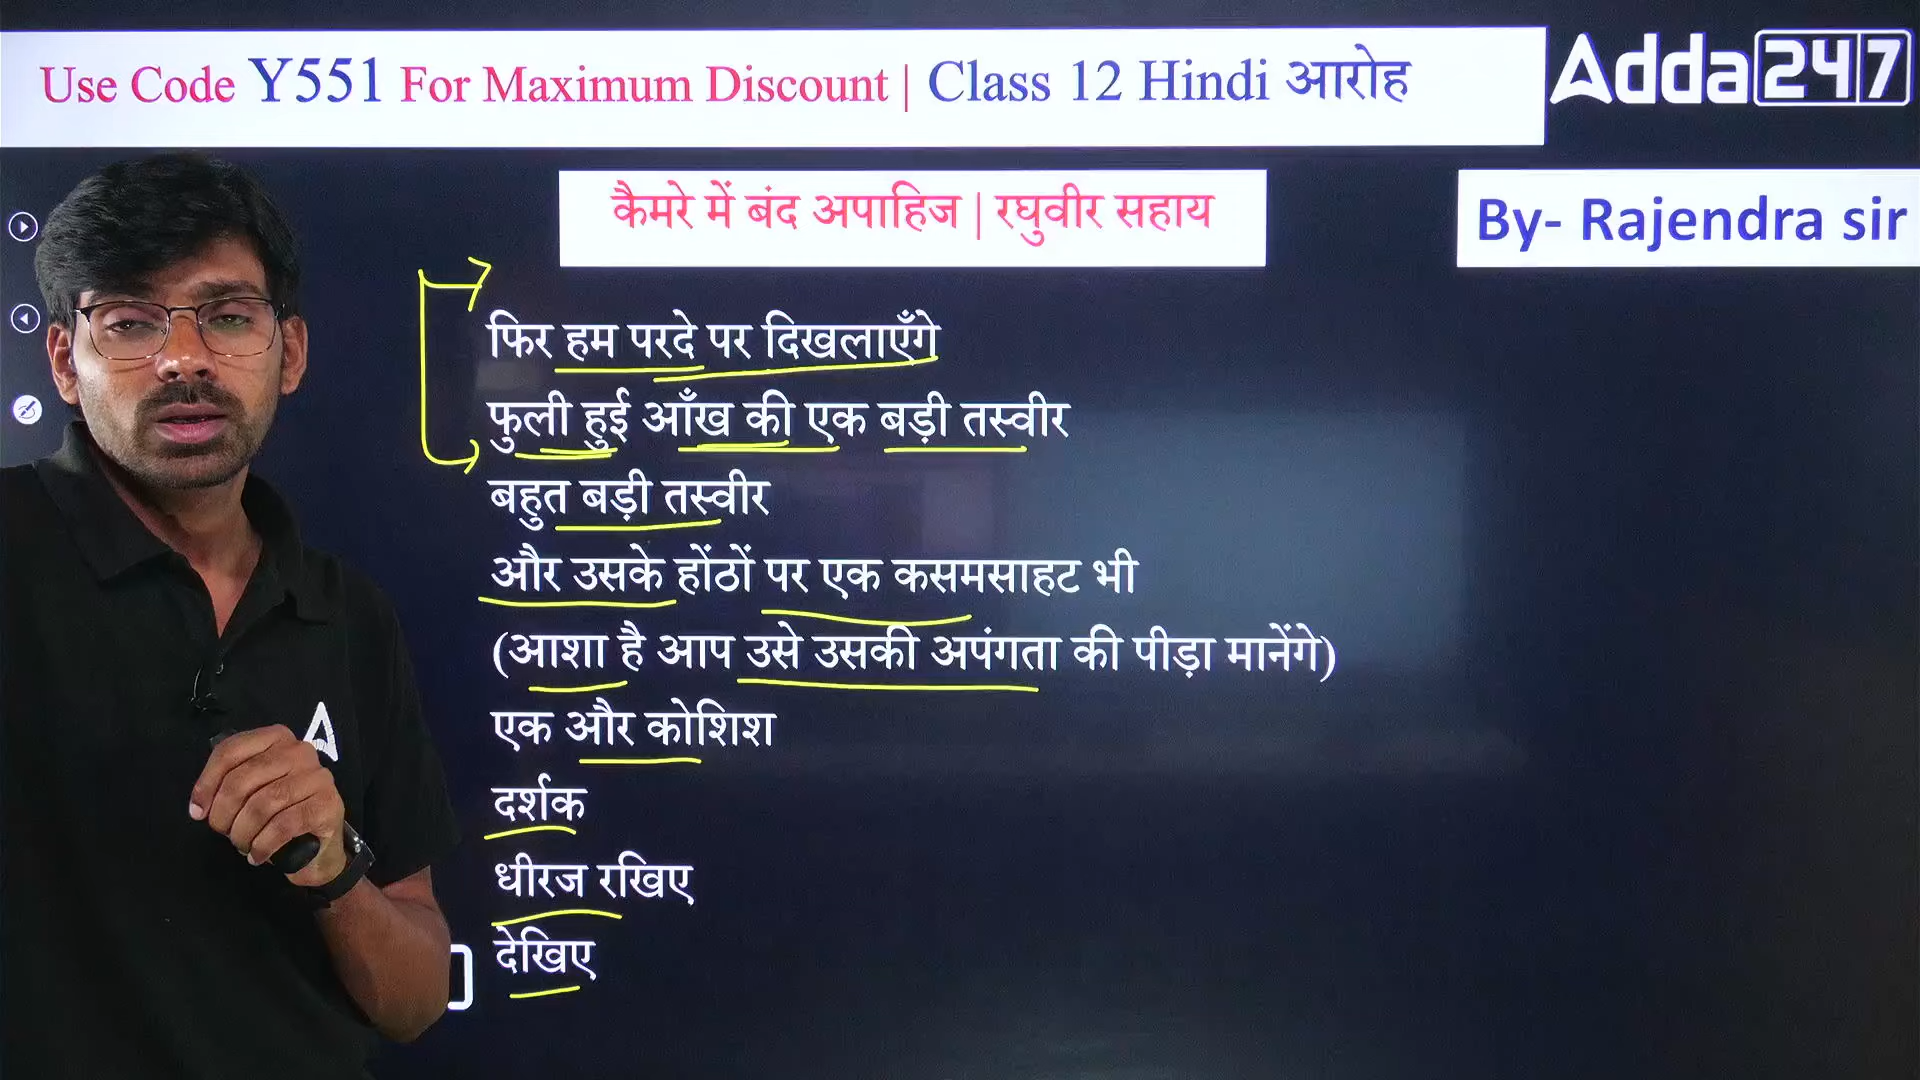 Use Code Y551 For Maximum Discount | Class 12 Hindi आरोह
Adda247
कैमरे में बंद अपाहिज | रघुवीर सहाय
By- Rajendra sir
फिर हम परदे पर दिखलाएँगे
फुली हुई आँख की एक बड़ी तस्वीर
बहुत बड़ी तस्वीर
और उसके होंठों पर एक कसमसाहट भी
(आशा है आप उसे उसकी अपंगता की पीड़ा मानेंगे)
एक और कोशिश
दर्शक
धीरज रखिए
देखिए